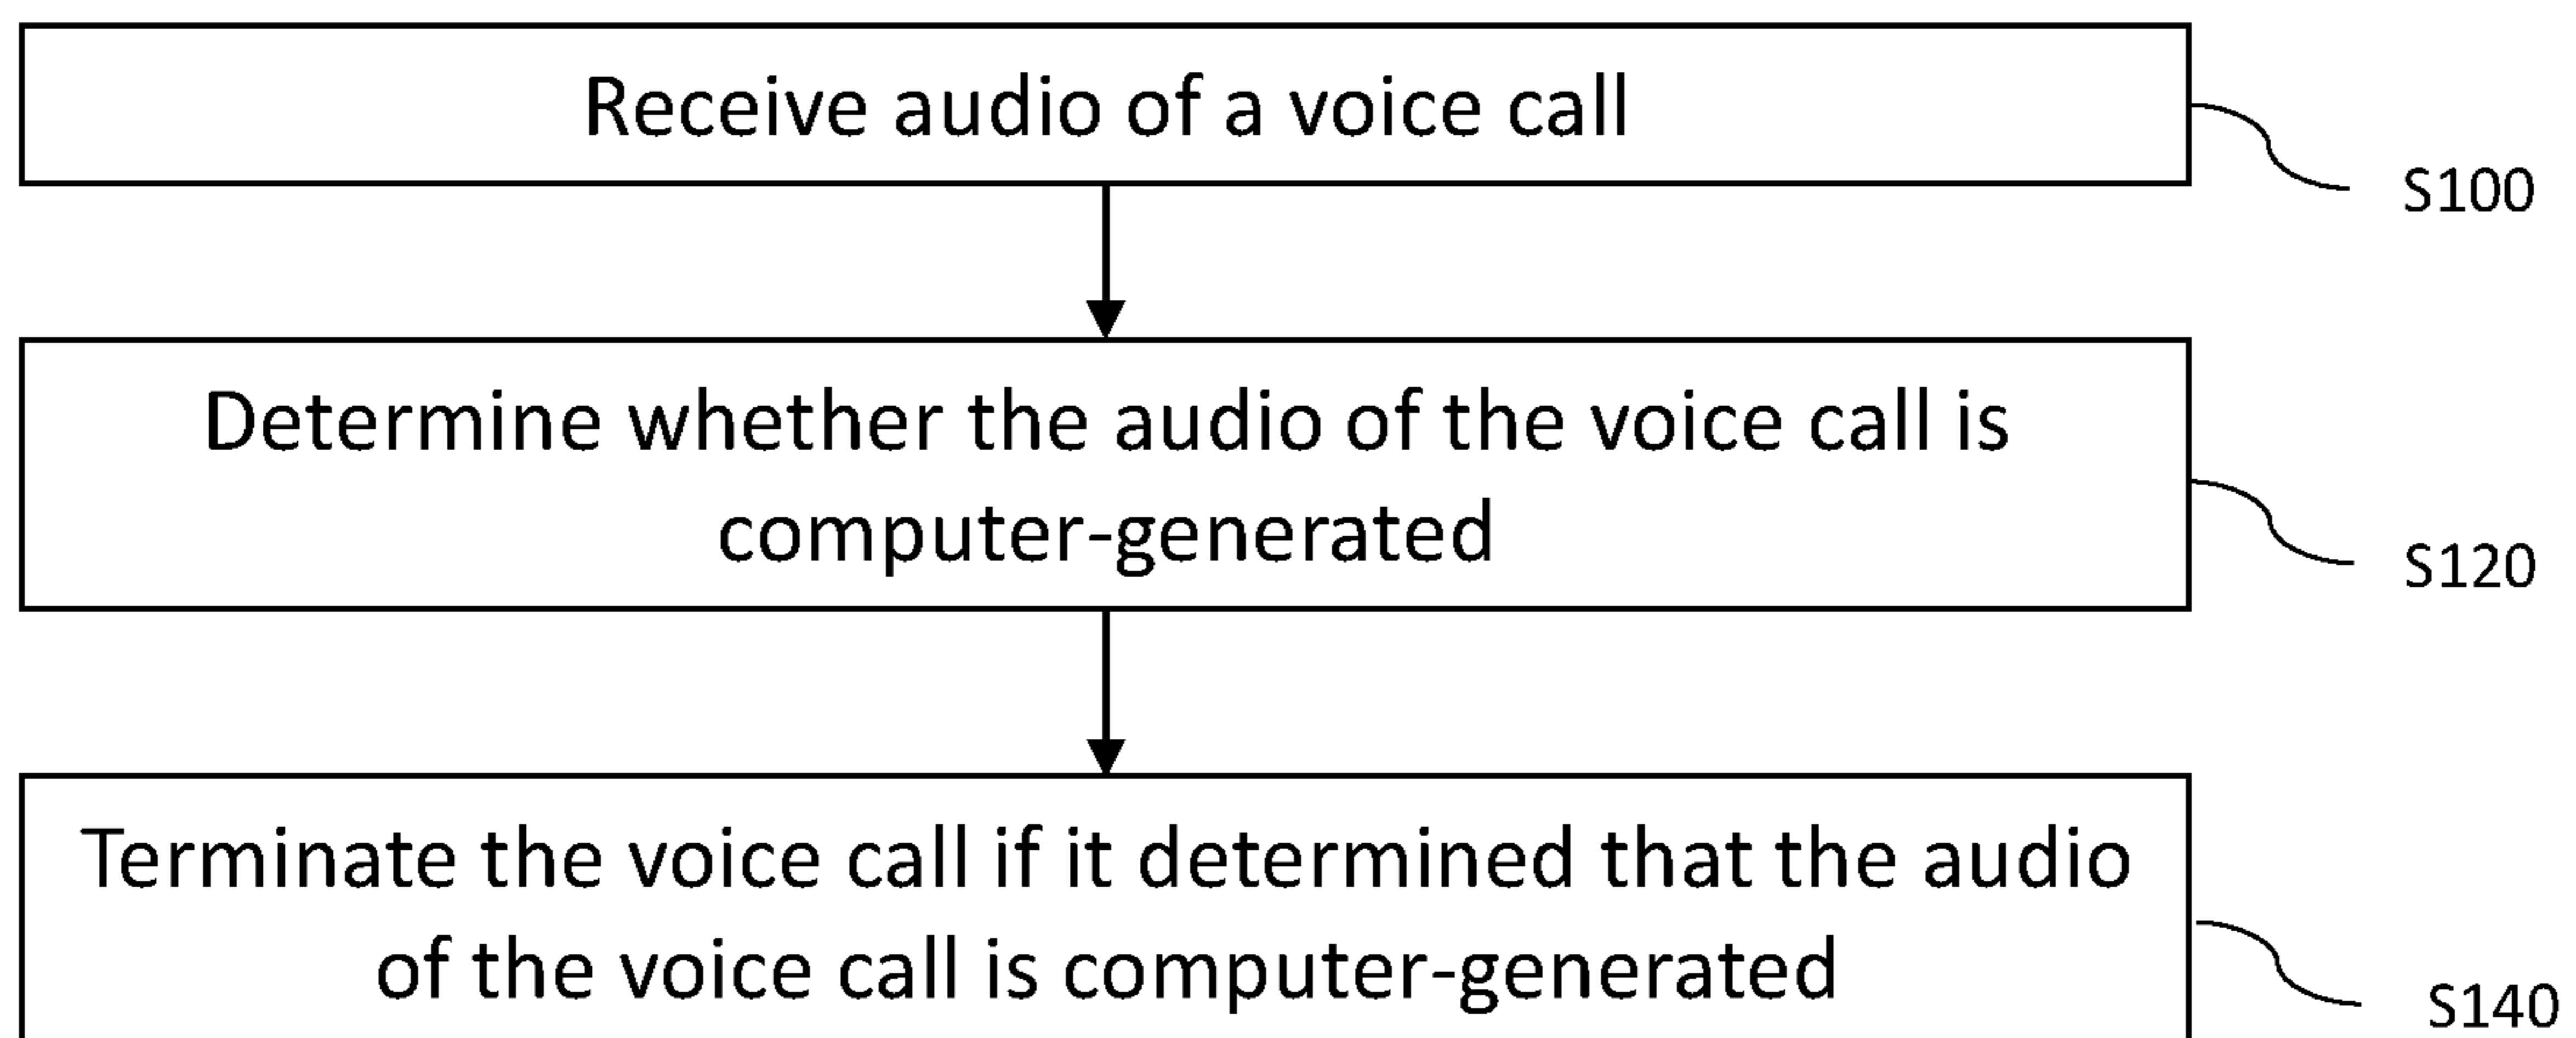 Receive audio of a voice call
S100
Determine whether the audio of the voice call is
computer-generated
S120
Terminate the voice call if it determined that the audio
of the voice call is computer-generated
S140